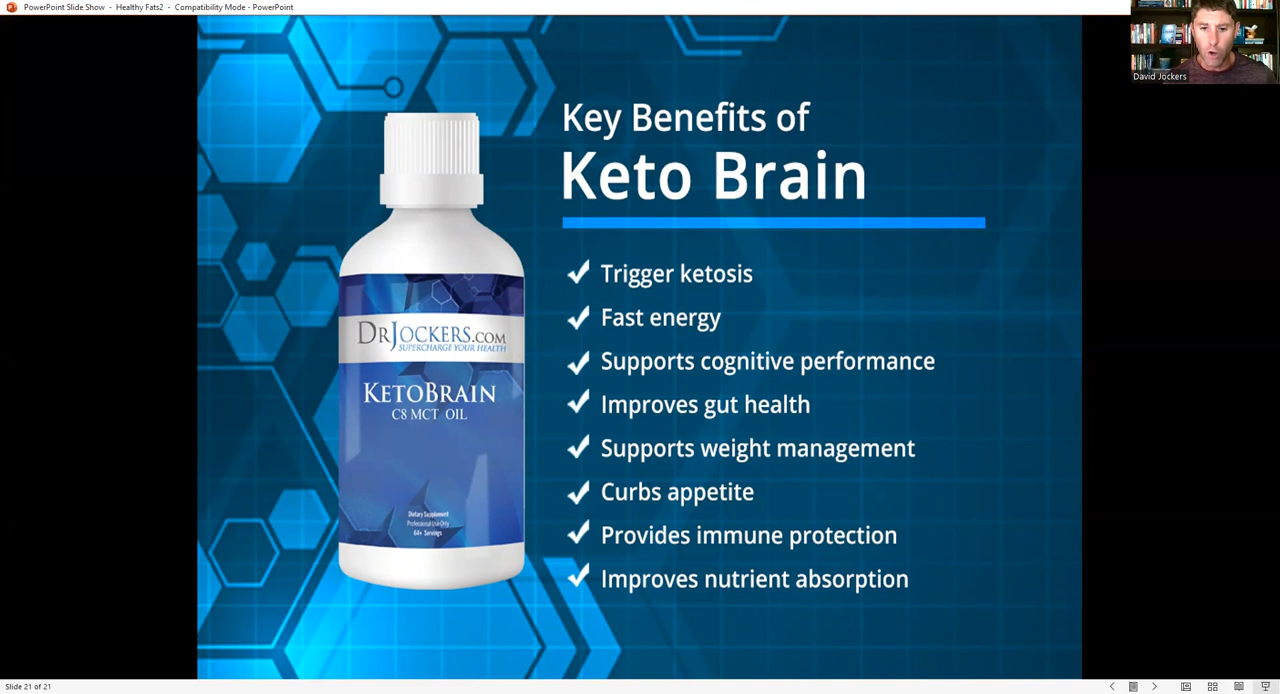 PowerPoint Slide Show - Healthy Fats2 - Compatibility Mode - PowerPoint
David Jockers
Key Benefits of
Keto Brain
Trigger ketosis
Fast energy
Supports cognitive performance
Improves gut health
Supports weight management
Curbs appetite
Provides immune protection
Improves nutrient absorption
DRJOCKERS.COM
SUPERCHARGE YOUR HEALTH
KETOBRAIN
C8 MCT OIL
Dietary Supplement
Professional Use Only
64+ Servings
Slide 21 of 21